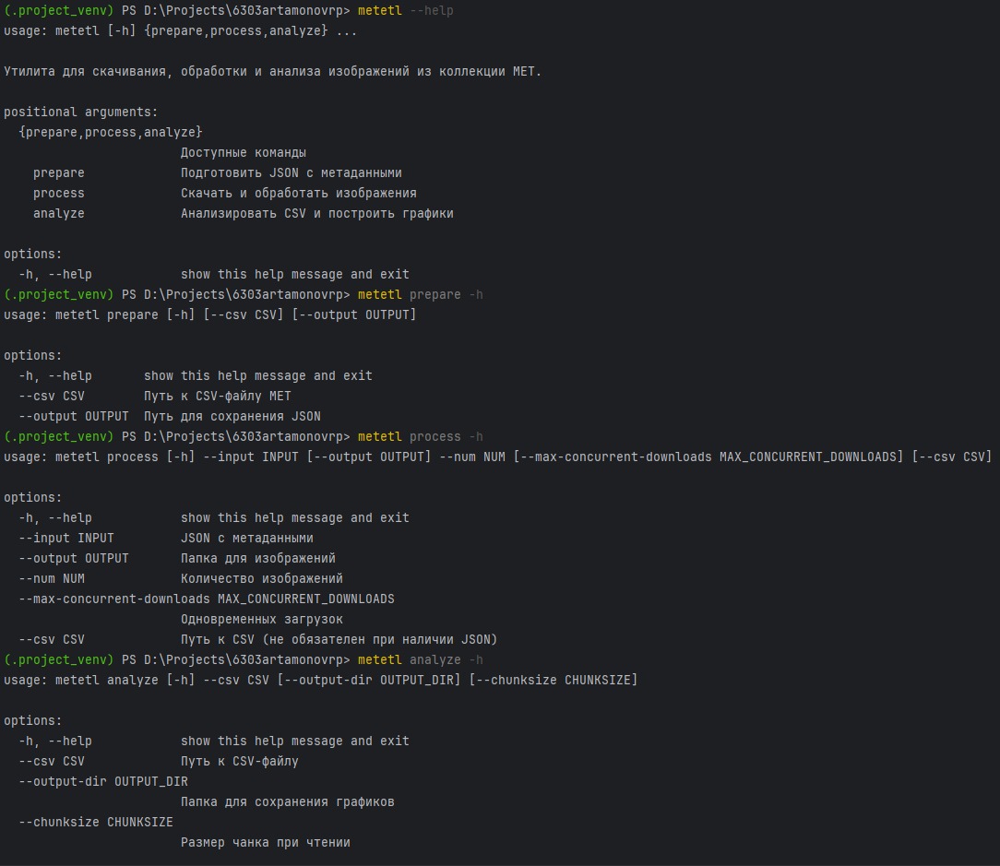 (.project_venv) PS D:\Projects\6303artamonovrp> metetl --help
usage: metetl [-h] {prepare,process,analyze} ...
Утилита для скачивания, обработки и анализа изображений из коллекции МЕТ.
positional arguments:
  {prepare,process,analyze}
                        Доступные команды
    prepare             Подготовить JSON с метаданными
    process             Скачать и обработать изображения
    analyze             Анализировать CSV и построить графики
options:
  -h, --help            show this help message and exit
(.project_venv) PS D:\Projects\6303artamonovrp> metetl prepare -h
usage: metetl prepare [-h] [--csv CSV] [--output OUTPUT]
options:
  -h, --help       show this help message and exit
  --csv CSV        Путь к CSV-файлу MET
  --output OUTPUT  Путь для сохранения JSON
(.project_venv) PS D:\Projects\6303artamonovrp> metetl process -h
usage: metetl process [-h] --input INPUT [--output OUTPUT] --num NUM [--max-concurrent-downloads MAX_CONCURRENT_DOWNLOADS] [--csv CSV]
options:
  -h, --help            show this help message and exit
  --input INPUT         JSON с метаданными
  --output OUTPUT       Папка для изображений
  --num NUM             Количество изображений
  --max-concurrent-downloads MAX_CONCURRENT_DOWNLOADS
                        Одновременных загрузок
  --csv CSV             Путь к CSV (не обязателен при наличии JSON)
(.project_venv) PS D:\Projects\6303artamonovrp> metetl analyze -h
usage: metetl analyze [-h] --csv CSV [--output-dir OUTPUT_DIR] [--chunksize CHUNKSIZE]
options:
  -h, --help            show this help message and exit
  --csv CSV             Путь к CSV-файлу
  --output-dir OUTPUT_DIR
                        Папка для сохранения графиков
  --chunksize CHUNKSIZE
                        Размер чанка при чтении